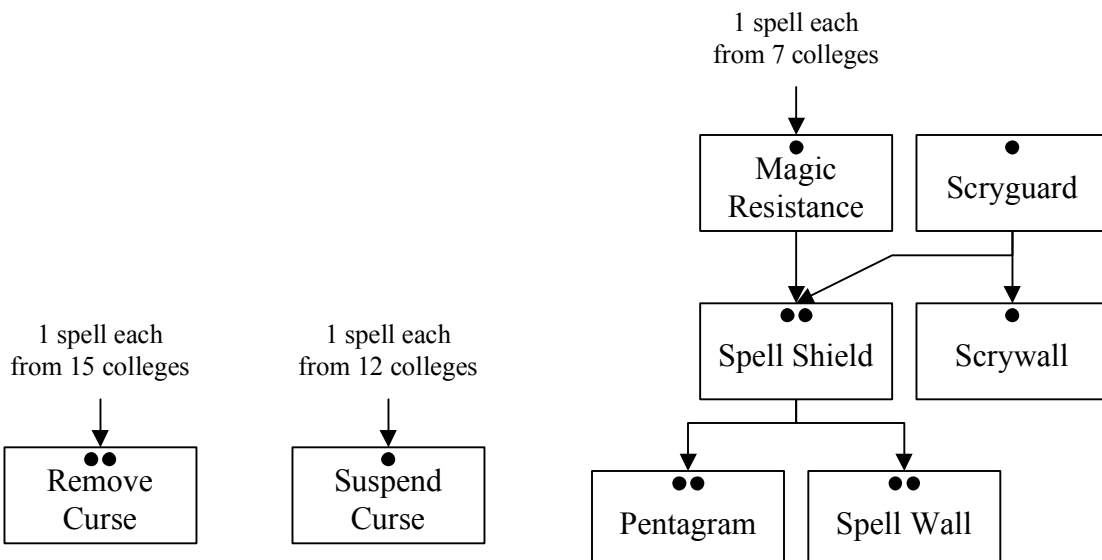 1 spell each
from 7 colleges
Magic
Resistance
Scryguard
Spell Shield
Scrywall
1 spell each
from 15 colleges
1 spell each
from 12 colleges
Remove
Curse
Suspend
Curse
Pentagram
Spell Wall